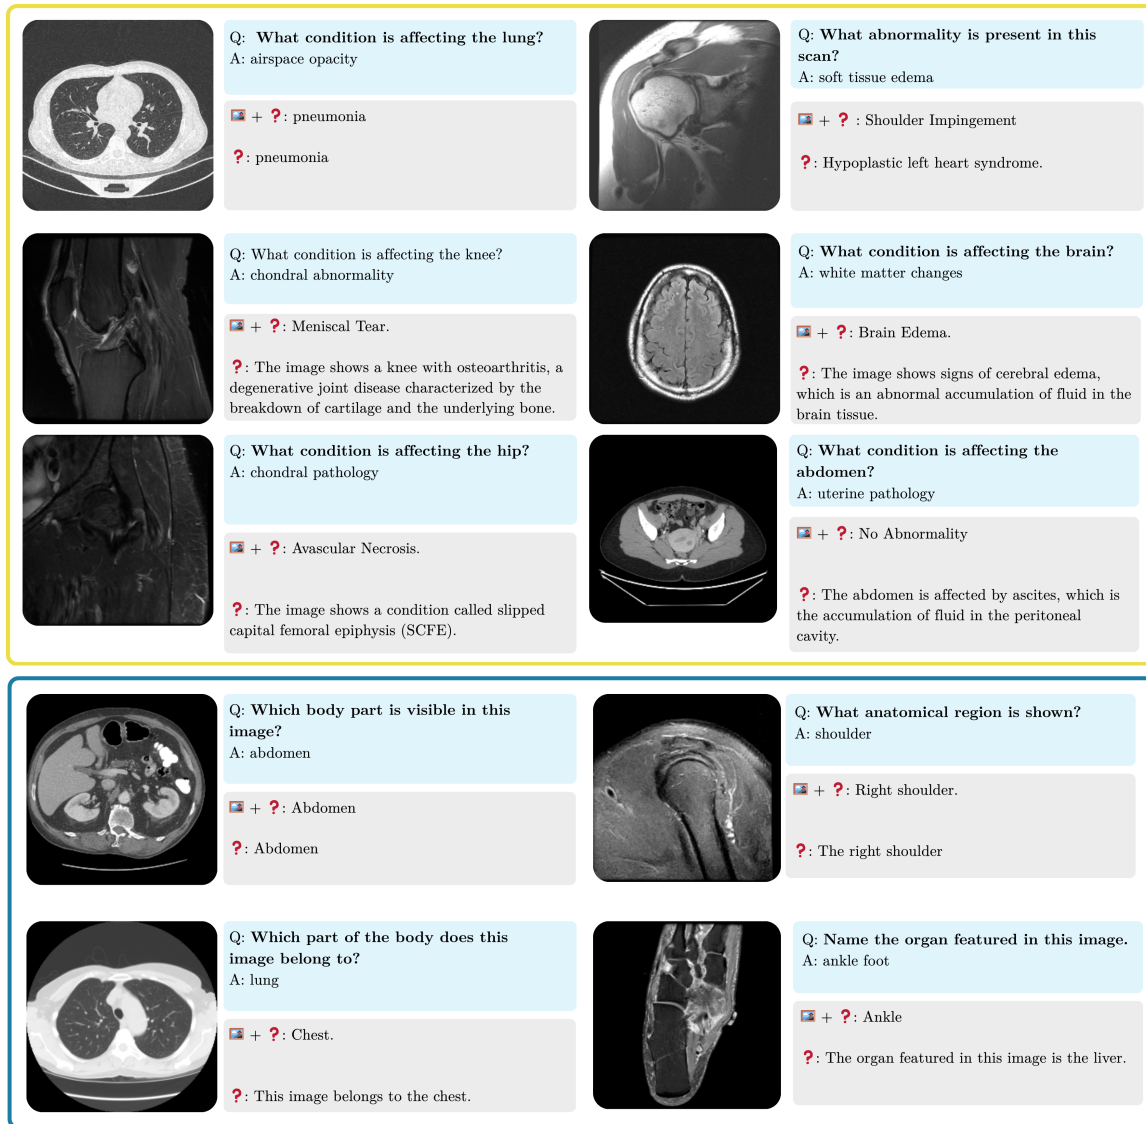 Q: What condition is affecting the lung?
A: airspace opacity
+ ?: pneumonia
?: pneumonia
Q: What abnormality is present in this
scan?
A: soft tissue edema
+ ? : Shoulder Impingement
?: Hypoplastic left heart syndrome.
Q: What condition is affecting the knee?
A: chondral abnormality
+ ?: Meniscal Tear.
?: The image shows a knee with osteoarthritis, a
degenerative joint disease characterized by the
breakdown of cartilage and the underlying bone.
Q: What condition is affecting the brain?
A: white matter changes
+ ?: Brain Edema.
?: The image shows signs of cerebral edema,
which is an abnormal accumulation of fluid in the
brain tissue.
Q: What condition is affecting the hip?
A: chondral pathology
+ ?: Avascular Necrosis.
?: The image shows a condition called slipped
capital femoral epiphysis (SCFE).
Q: What condition is affecting the
abdomen?
A: uterine pathology
+ ?: No Abnormality
?: The abdomen is affected by ascites, which is
the accumulation of fluid in the peritoneal
cavity.
Q: Which body part is visible in this
image?
A: abdomen
+ ?: Abdomen
?: Abdomen
Q: What anatomical region is shown?
A: shoulder
+ ?: Right shoulder.
?: The right shoulder
Q: Which part of the body does this
image belong to?
A: lung
+ ?: Chest.
?: This image belongs to the chest.
Q: Name the organ featured in this image.
A: ankle foot
+ ?: Ankle
?: The organ featured in this image is the liver.